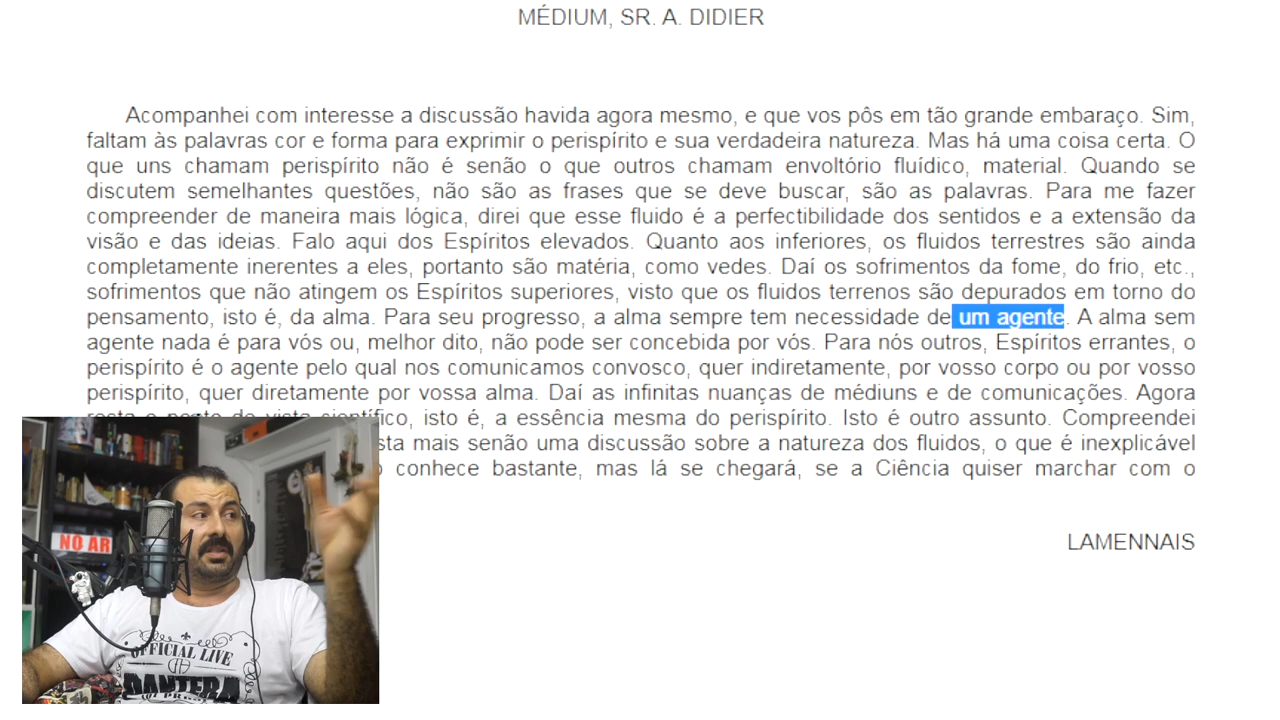 MÉDIUM, SR. A. DIDIER
Acompanhei com interesse a discussão havida agora mesmo, e que vos pôs em tão grande embaraço. Sim,
faltam às palavras cor e forma para exprimir o perispírito e sua verdadeira natureza. Mas há uma coisa certa. O
que uns chamam perispírito não é senão o que outros chamam envoltório fluídico, material. Quando se
discutem semelhantes questões, não são as frases que se deve buscar, são as palavras. Para me fazer
compreender de maneira mais lógica, direi que esse fluido é a perfectibilidade dos sentidos e a extensão da
visão e das ideias. Falo aqui dos Espíritos elevados. Quanto aos inferiores, os fluidos terrestres são ainda
completamente inerentes a eles, portanto são matéria, como vedes. Daí os sofrimentos da fome, do frio, etc.,
sofrimentos que não atingem os Espíritos superiores, visto que os fluidos terrenos são depurados em torno do
pensamento, isto é, da alma. Para seu progresso, a alma sempre tem necessidade de um agente. A alma sem
agente nada é para vós ou, melhor dito, não pode ser concebida por vós. Para nós outros, Espíritos errantes, o
perispírito é o agente pelo qual nos comunicamos convosco, quer indiretamente, por vosso corpo ou por vosso
perispírito, quer diretamente por vossa alma. Daí as infinitas nuanças de médiuns e de comunicações. Agora
resta o ponto de vista científico, isto é, a essência mesma do perispírito. Isto é outro assunto. Compreendei
mais senão uma discussão sobre a natureza dos fluidos, o que é inexplicável
conhece bastante, mas lá se chegará, se a Ciência quiser marchar com o
LAMENNAIS
NO AR
OFFICIAL LIVE
PANTERA